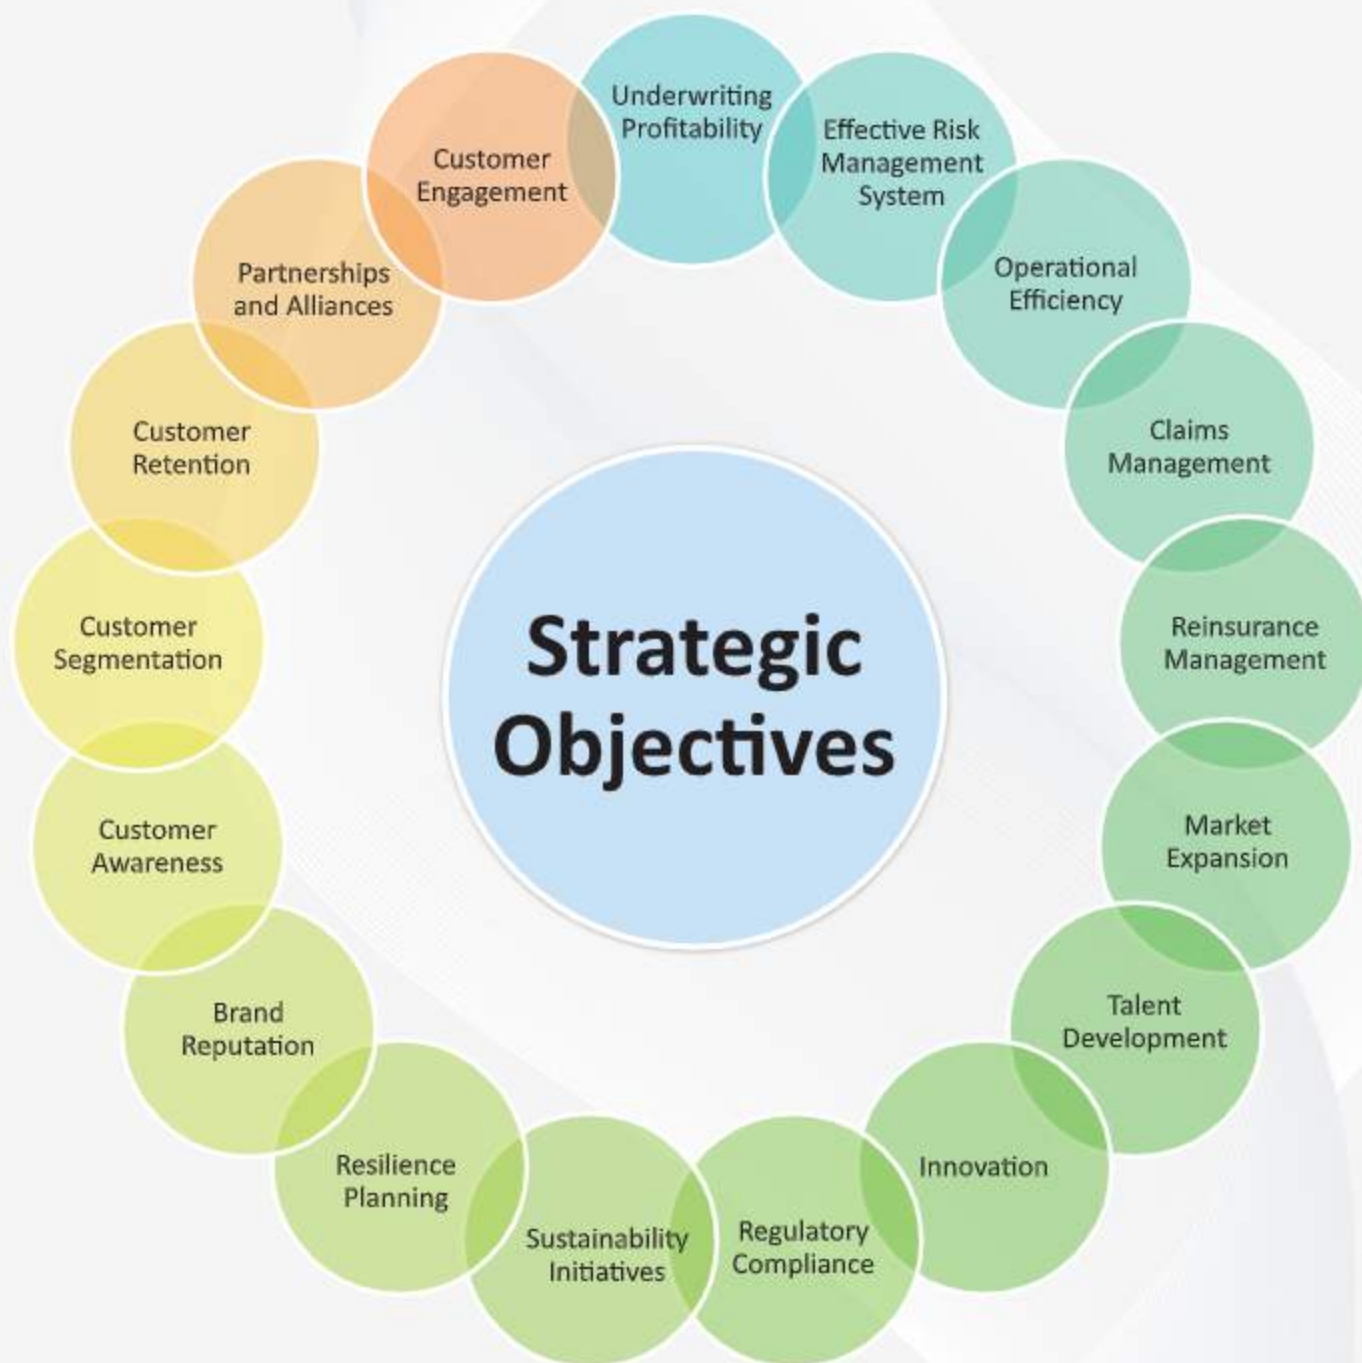 Underwriting
Profitability
Effective Risk
Management
System
Operational
Efficiency
Claims
Management
Reinsurance
Management
Market
Expansion
Talent
Development
Innovation
Regulatory
Compliance
Sustainability
Initiatives
Resilience
Planning
Brand
Reputation
Customer
Awareness
Customer
Segmentation
Customer
Retention
Partnerships
and Alliances
Customer
Engagement
Strategic
Objectives